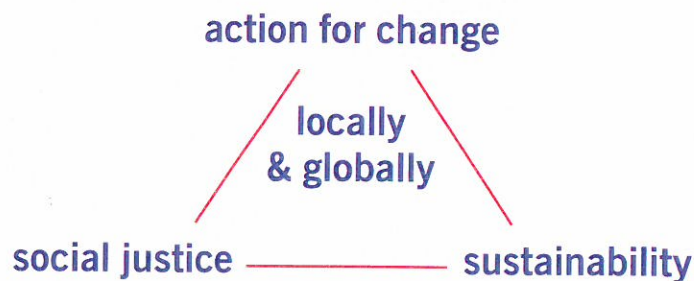 action for change
locally
& globally
social justice
sustainability